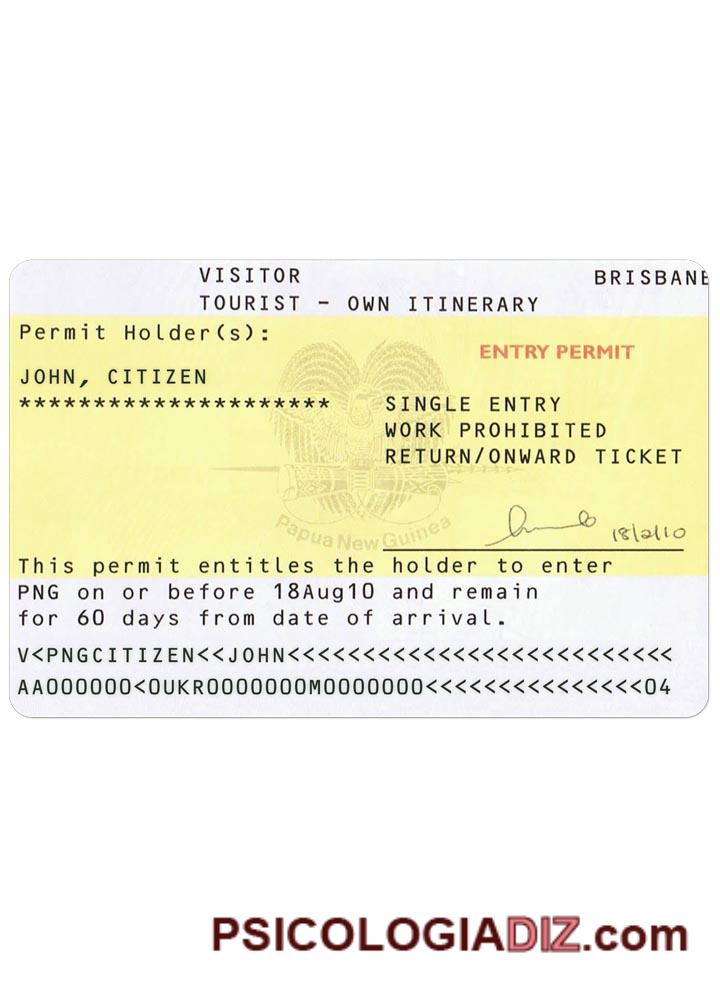 VISITOR BRISBANE
TOURIST - OWN ITINERARY
Permit Holder(s):
ENTRY PERMIT
JOHN, CITIZEN
********************* SINGLE ENTRY
WORK PROHIBITED
RETURN/ONWARD TICKET
Papua New Guinea
18/2/10
This permit entitles the holder to enter
PNG on or before 18Aug10 and remain
for 60 days from date of arrival.
V<PNGCITIZEN<<JOHN<<<<<<<<<<<<<<<<<<<<<<<<<<
AA000000<0UKR0000000M0000000<<<<<<<<<<<<<<04
PSICOLOGIADIZ.com